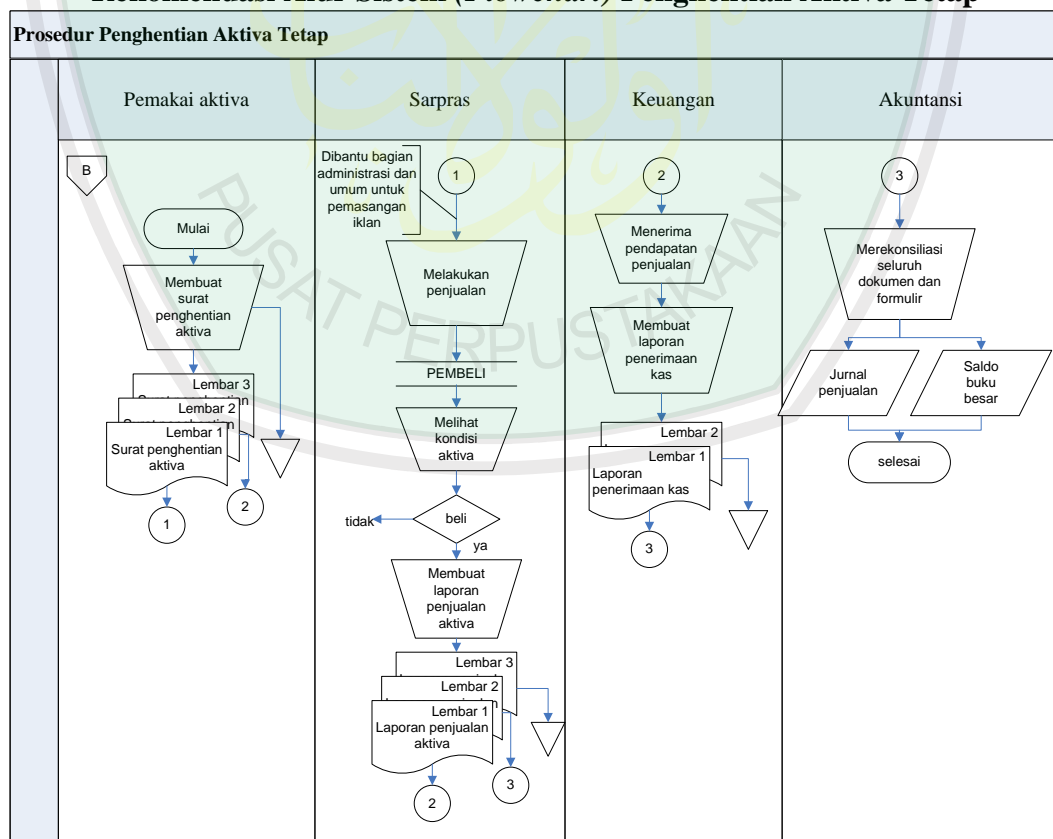 Rekomendasi Alur Sistem (Flowchart) Penghentian Aktiva Tetap
Prosedur Penghentian Aktiva Tetap
Pemakai aktiva
Sarpras
Keuangan
Akuntansi
B
Mulai
Membuat
surat
penghentian
aktiva
Lembar 3
Lembar 2
Lembar 1
Surat penghentian
aktiva
1
2
Dibantu bagian
administrasi dan
umum untuk
pemasangan
iklan
1
Melakukan
penjualan
PEMBELI
Melihat
kondisi
aktiva
beli
tidak
ya
Membuat
laporan
penjualan
aktiva
Lembar 3
Lembar 2
Lembar 1
Laporan penjualan
aktiva
2
3
2
Menerima
pendapatan
penjualan
Membuat
laporan
penerimaan
kas
Lembar 2
Lembar 1
Laporan
penerimaan kas
3
3
Merekonsiliasi
seluruh
dokumen dan
formulir
Jurnal
penjualan
Saldo
buku
besar
selesai
PUSAT PERPUSTAKAAN